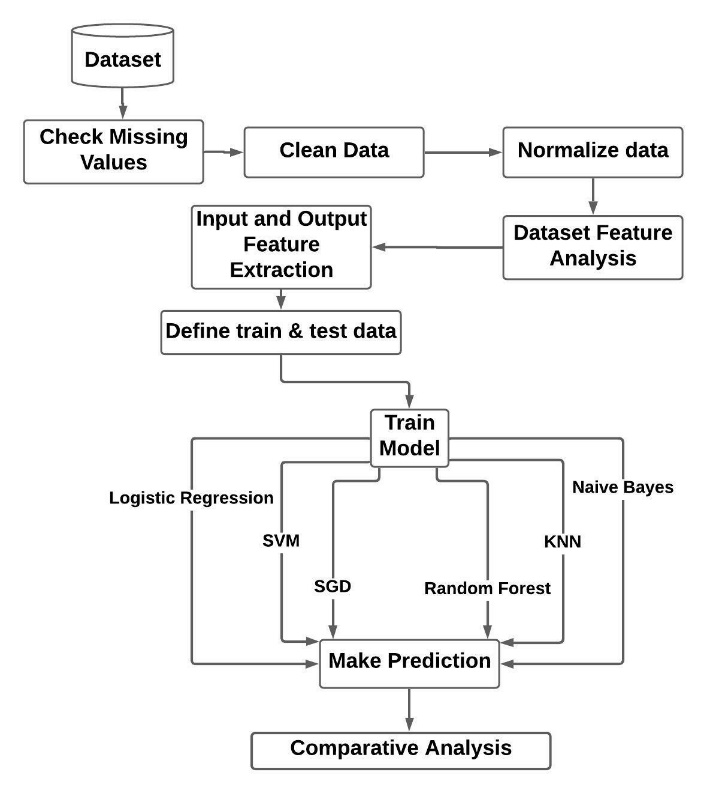 Dataset
Check Missing
Values
Clean Data
Normalize data
Dataset Feature
Analysis
Input and Output
Feature
Extraction
Define train & test data
Train
Model
Logistic Regression
SVM
SGD
Random Forest
KNN
Naive Bayes
Make Prediction
Comparative Analysis